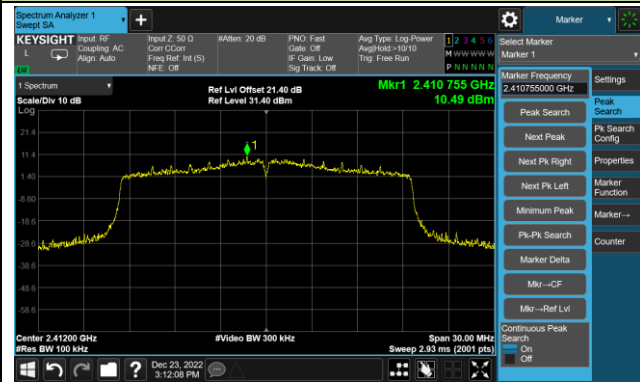 Spectrum Analyzer 1
Swept SA
Marker
KEYSIGHT
L
Input: RF
Coupling: AC
Align: Auto
Input Z: 50 Ω
Corr CCorr
Freq Ref: Int (S)
NFE: Off
#Atten: 20 dB
PNO: Fast
Gate: Off
IF Gain: Low
Sig Track: Off
Avg Type: Log-Power
Avg|Hold:>10/10
Trig: Free Run
1 2 3 4 5 6
M W W W W W
P N N N N N
Select Marker
Marker 1
1 Spectrum
Scale/Div 10 dB
Log
Ref Lvl Offset 21.40 dB
Ref Level 31.40 dBm
Mkr1 2.410 755 GHz
10.49 dBm
21.4
11.4
1.40
-8.60
-18.6
-28.6
-38.6
-48.6
-58.6
1
Center 2.41200 GHz
#Res BW 100 kHz
#Video BW 300 kHz
Span 30.00 MHz
Sweep 2.93 ms (2001 pts)
Marker Frequency
2.410755000 GHz
Peak Search
Next Peak
Next Pk Right
Next Pk Left
Minimum Peak
Pk-Pk Search
Marker Delta
Mkr→CF
Mkr→Ref Lvl
Continuous Peak
Search
On
Off
Settings
Peak
Search
Pk Search
Config
Properties
Marker
Function
Marker→
Counter
Dec 23, 2022
3:12:08 PM